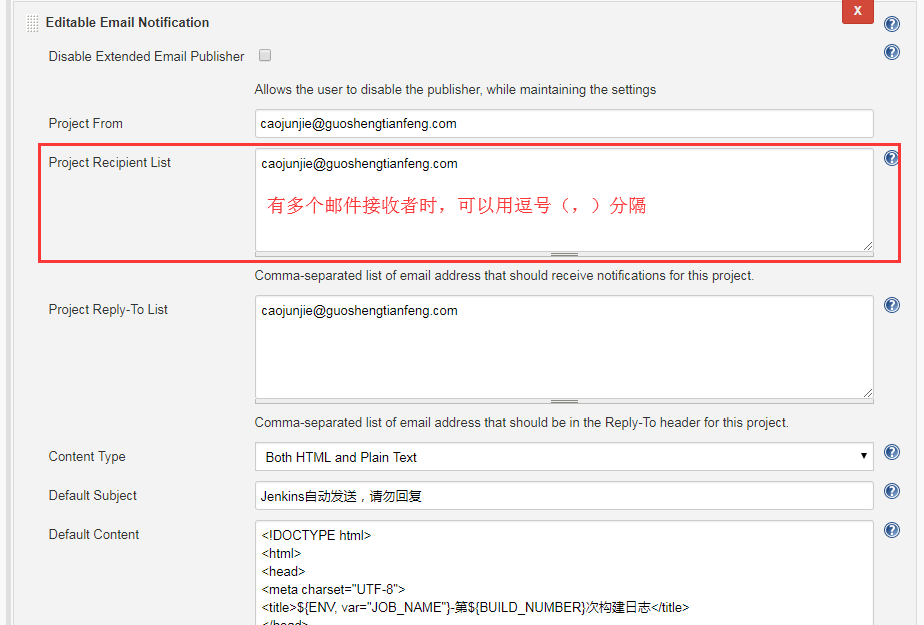 Editable Email Notification
X
Disable Extended Email Publisher
Allows the user to disable the publisher, while maintaining the settings
Project From
caojunjie@guoshengtianfeng.com
Project Recipient List
caojunjie@guoshengtianfeng.com
有多个邮件接收者时，可以用逗号（，）分隔
Comma-separated list of email address that should receive notifications for this project.
Project Reply-To List
caojunjie@guoshengtianfeng.com
Comma-separated list of email address that should be in the Reply-To header for this project.
Content Type
Both HTML and Plain Text
Default Subject
Jenkins自动发送，请勿回复
Default Content
<!DOCTYPE html>
<html>
<head>
<meta charset="UTF-8">
<title>${ENV, var="JOB_NAME"}-第${BUILD_NUMBER}次构建日志</title>
</head>